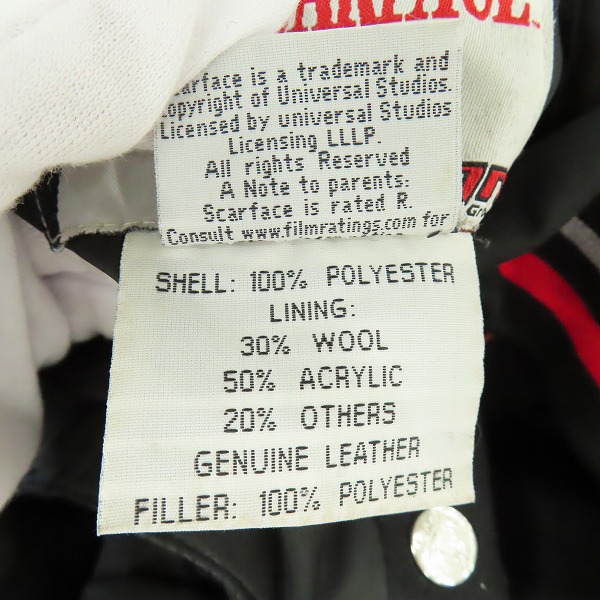 SCARFACE
Scarface is a trademark and
copyright of Universal Studios.
Licensed by universal Studios
Licensing LLLP.
All rights Reserved
A Note to parents:
Scarface is rated R.
Consult www.filmratings.com for
SHELL: 100% POLYESTER
LINING:
30% WOOL
50% ACRYLIC
20% OTHERS
GENUINE LEATHER
FILLER: 100% POLYESTER